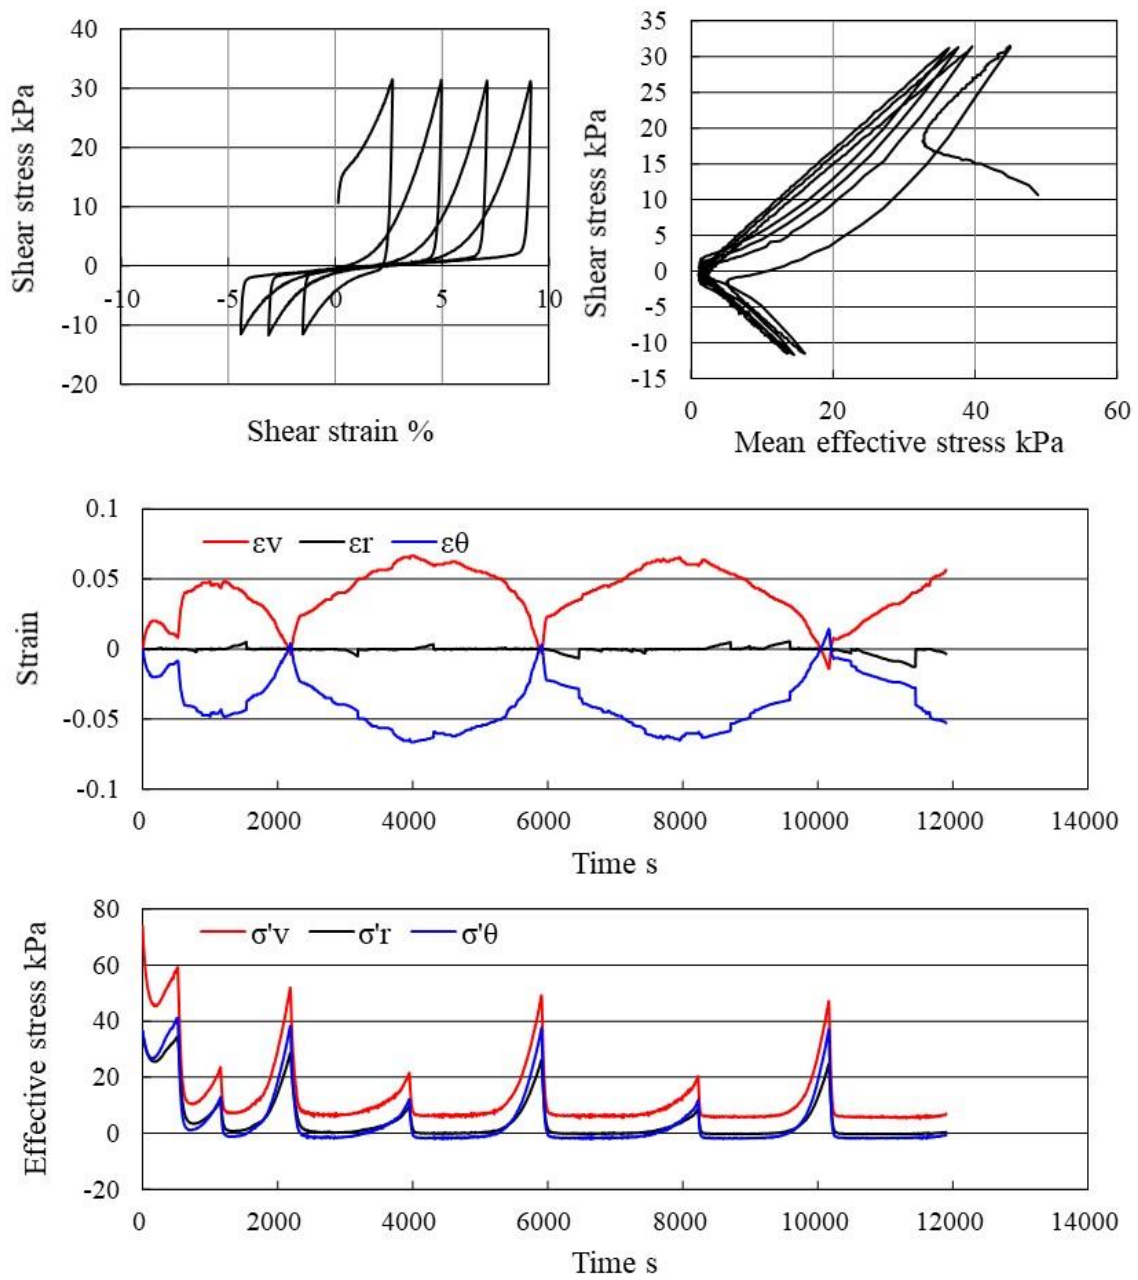 40
30
20
10
0
-10
-20
-10 -5 0 5 10
Shear stress kPa
Shear strain %
35
30
25
20
15
10
5
0
-5
-10
-15
0 20 40 60
Shear stress kPa
Mean effective stress kPa
0.1
0.05
0
-0.05
-0.1
εv εr εθ
Strain
0 2000 4000 6000 8000 10000 12000 14000
Time s
80
60
40
20
0
-20
σ'v σ'r σ'θ
Effective stress kPa
0 2000 4000 6000 8000 10000 12000 14000
Time s